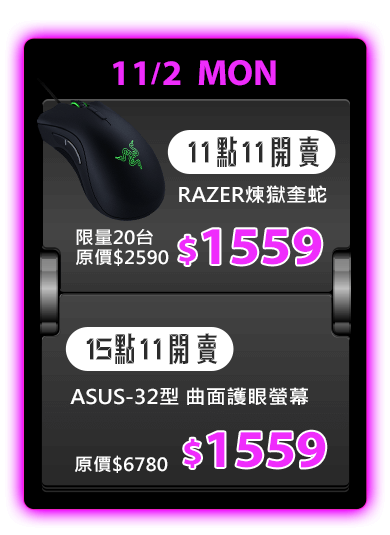 11/2 MON
11點11開賣
RAZER煉獄奎蛇
限量20台
原價$2590 $1559
15點11開賣
ASUS-32型 曲面護眼螢幕
原價$6780 $1559